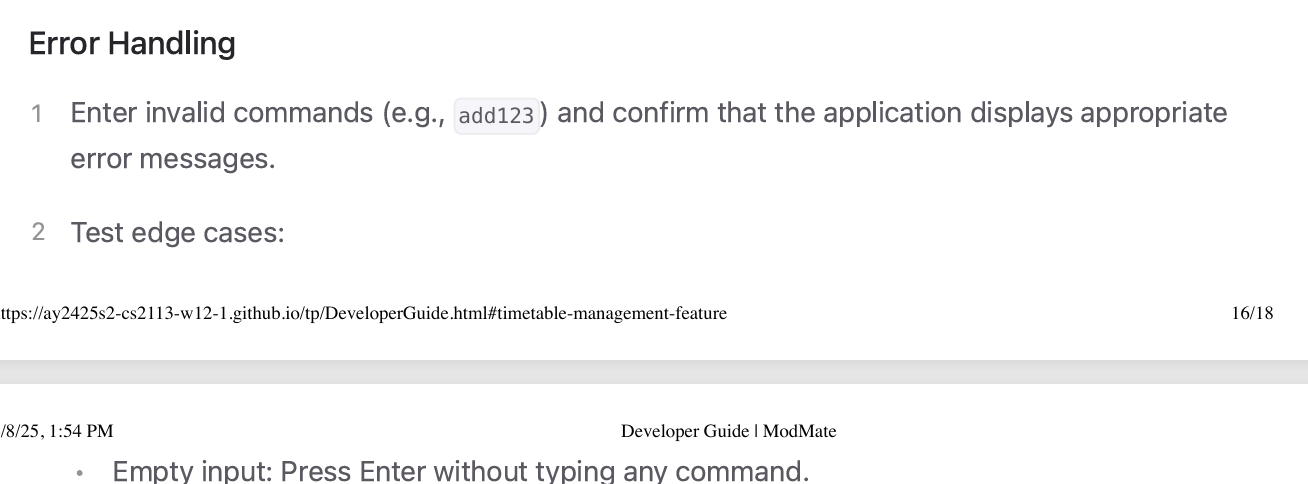 Error Handling
1 Enter invalid commands (e.g., add123) and confirm that the application displays appropriate
error messages.
2 Test edge cases:
ttps://ay2425s2-cs2113-w12-1.github.io/tp/DeveloperGuide.html#timetable-management-feature 16/18
/8/25, 1:54 PM Developer Guide | ModMate
• Empty input: Press Enter without typing any command.